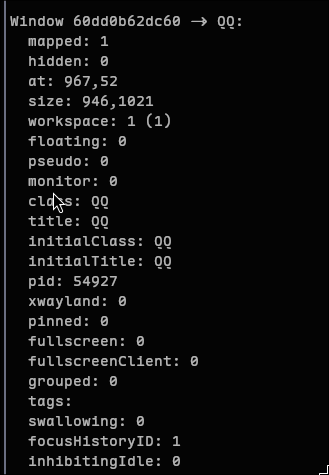 Window 60dd0b62dc60 -> QQ:
mapped: 1
hidden: 0
at: 967,52
size: 946,1021
workspace: 1 (1)
floating: 0
pseudo: 0
monitor: 0
class: QQ
title: QQ
initialClass: QQ
initialTitle: QQ
pid: 54927
xwayland: 0
pinned: 0
fullscreen: 0
fullscreenClient: 0
grouped: 0
tags:
swallowing: 0
focusHistoryID: 1
inhibitingIdle: 0